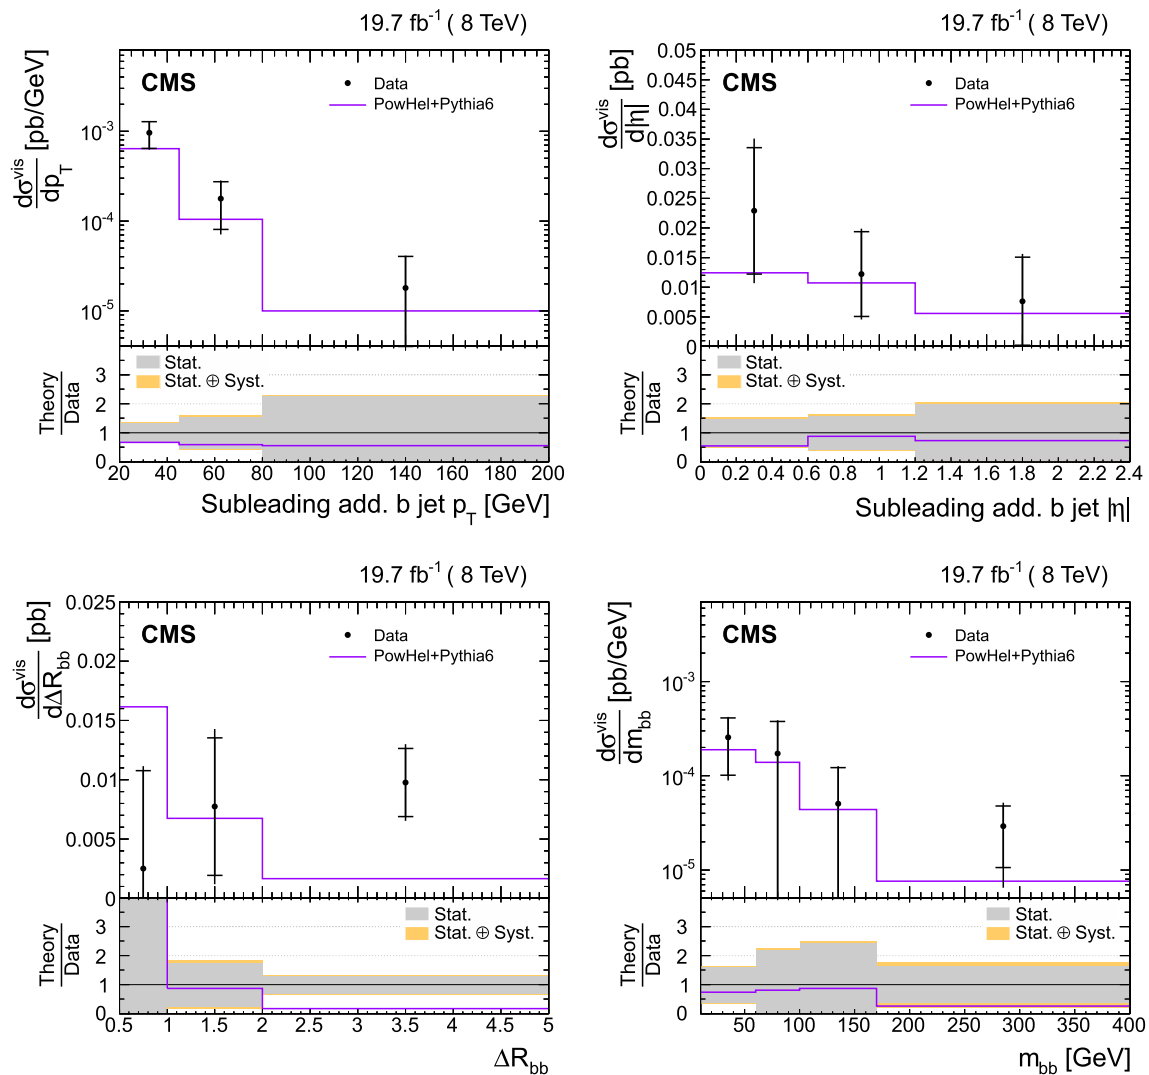 19.7 fb⁻¹ ( 8 TeV)
CMS
Data
PowHel+Pythia6
dσᵛⁱˢ/dp_T [pb/GeV]
10⁻³
10⁻⁴
10⁻⁵
Stat.
Stat. ⊕ Syst.
Theory/Data
3
2
1
0
20 40 60 80 100 120 140 160 180 200
Subleading add. b jet p_T [GeV]
19.7 fb⁻¹ ( 8 TeV)
CMS
Data
PowHel+Pythia6
dσᵛⁱˢ/d|η| [pb]
0.05
0.045
0.04
0.035
0.03
0.025
0.02
0.015
0.01
0.005
0
Stat.
Stat. ⊕ Syst.
Theory/Data
3
2
1
0
0 0.2 0.4 0.6 0.8 1 1.2 1.4 1.6 1.8 2 2.2 2.4
Subleading add. b jet |η|
19.7 fb⁻¹ ( 8 TeV)
CMS
Data
PowHel+Pythia6
dσᵛⁱˢ/dΔR_bb [pb]
0.025
0.02
0.015
0.01
0.005
0
Stat.
Stat. ⊕ Syst.
Theory/Data
3
2
1
0
0.5 1 1.5 2 2.5 3 3.5 4 4.5 5
ΔR_bb
19.7 fb⁻¹ ( 8 TeV)
CMS
Data
PowHel+Pythia6
dσᵛⁱˢ/dm_bb [pb/GeV]
10⁻³
10⁻⁴
10⁻⁵
Stat.
Stat. ⊕ Syst.
Theory/Data
3
2
1
0
50 100 150 200 250 300 350 400
m_bb [GeV]